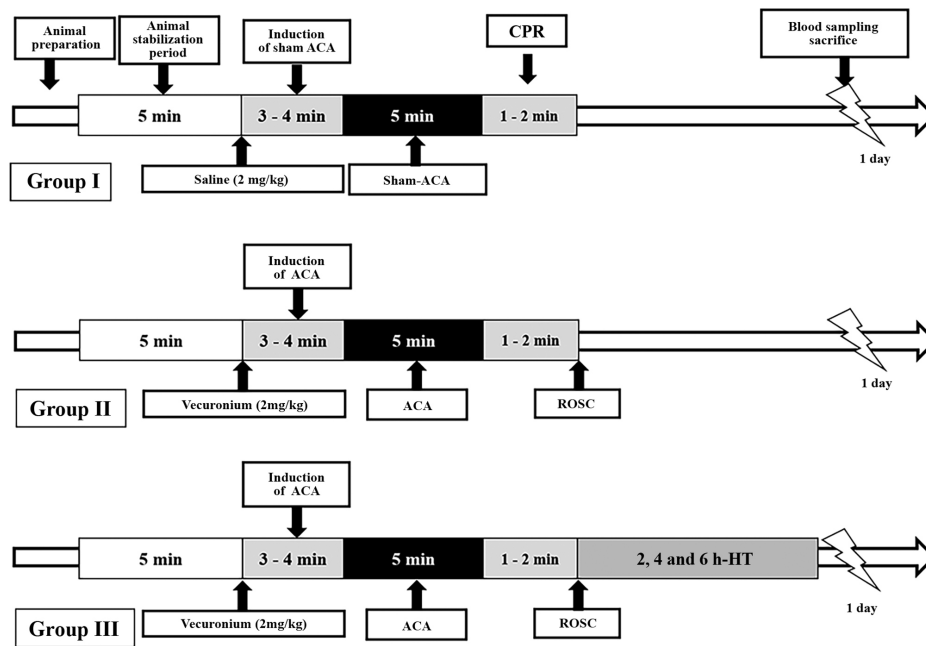 Animal
preparation
Animal
stabilization
period
Induction
of sham ACA
CPR
Blood sampling
sacrifice
5 min
3 - 4 min
5 min
1 - 2 min
1 day
Group I
Saline (2 mg/kg)
Sham-ACA
Induction
of ACA
5 min
3 - 4 min
5 min
1 - 2 min
1 day
Group II
Vecuronium (2mg/kg)
ACA
ROSC
Induction
of ACA
5 min
3 - 4 min
5 min
1 - 2 min
2, 4 and 6 h-HT
1 day
Group III
Vecuronium (2mg/kg)
ACA
ROSC